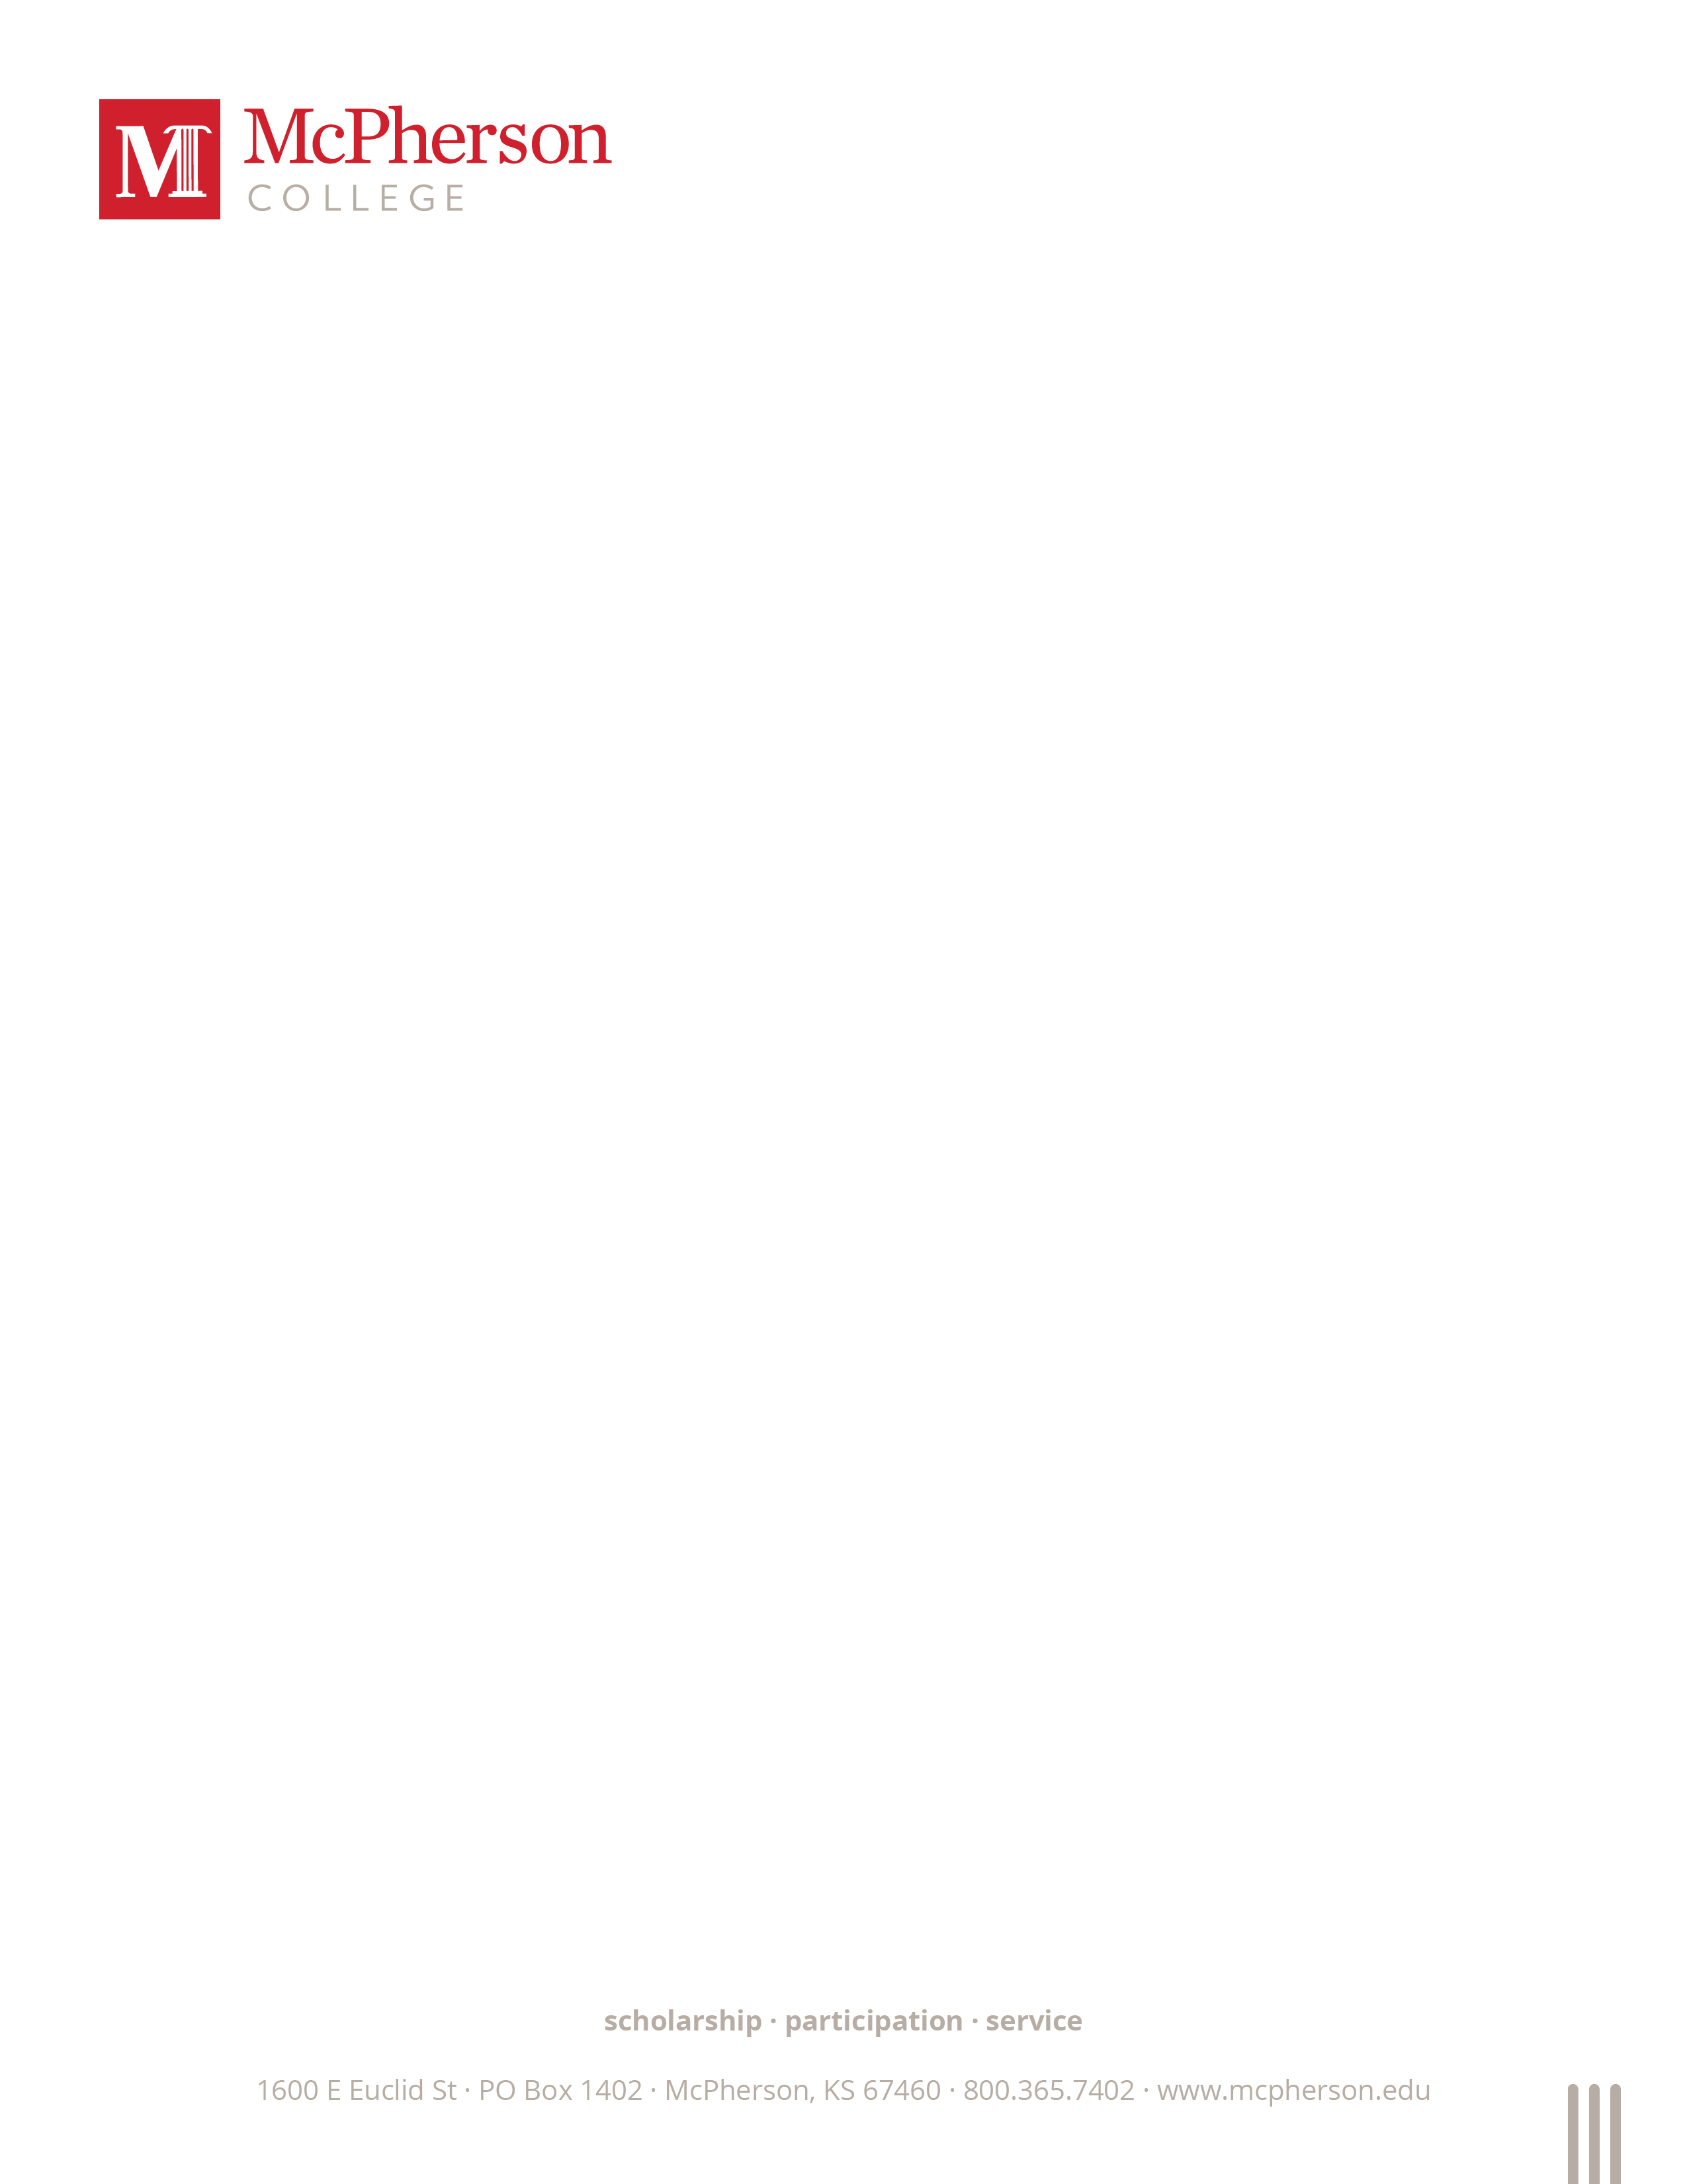 M McPherson
COLLEGE
scholarship · participation · service
1600 E Euclid St · PO Box 1402 · McPherson, KS 67460 · 800.365.7402 · www.mcpherson.edu